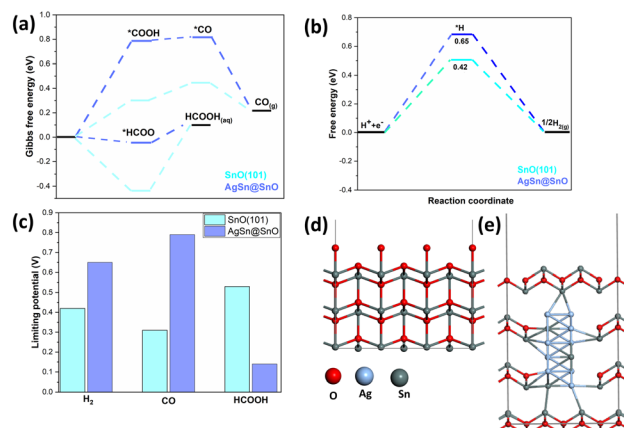 (a)
Gibbs free energy (eV)
1.0
0.8
0.6
0.4
0.2
0.0
-0.2
-0.4
*COOH
*CO
CO(g)
HCOOH(aq)
*HCOO
SnO(101)
AgSn@SnO
(b)
Free energy (eV)
0.8
0.6
0.4
0.2
0.0
-0.2
-0.4
*H
0.65
0.42
H⁺+e⁻
1/2H₂(g)
SnO(101)
AgSn@SnO
Reaction coordinate
(c)
Limiting potential (V)
0.9
0.8
0.7
0.6
0.5
0.4
0.3
0.2
0.1
0.0
SnO(101)
AgSn@SnO
H₂
CO
HCOOH
(d)
O
Ag
Sn
(e)